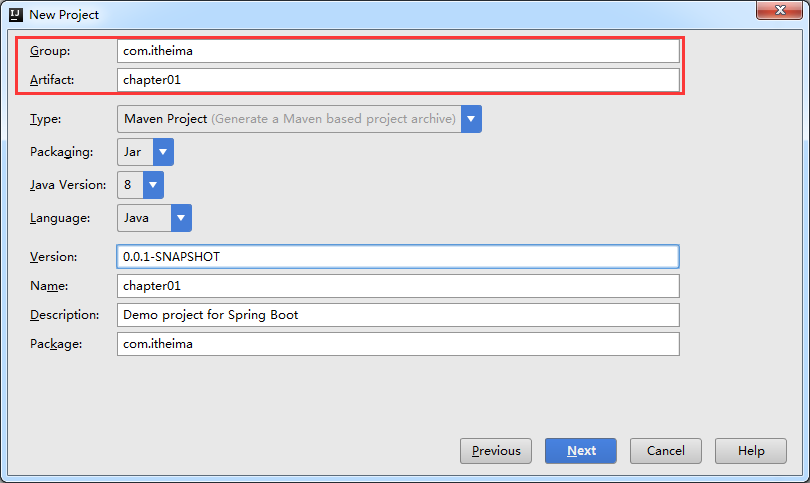 New Project
Group: com.itheima
Artifact: chapter01
Type: Maven Project (Generate a Maven based project archive)
Packaging: Jar
Java Version: 8
Language: Java
Version: 0.0.1-SNAPSHOT
Name: chapter01
Description: Demo project for Spring Boot
Package: com.itheima
Previous Next Cancel Help